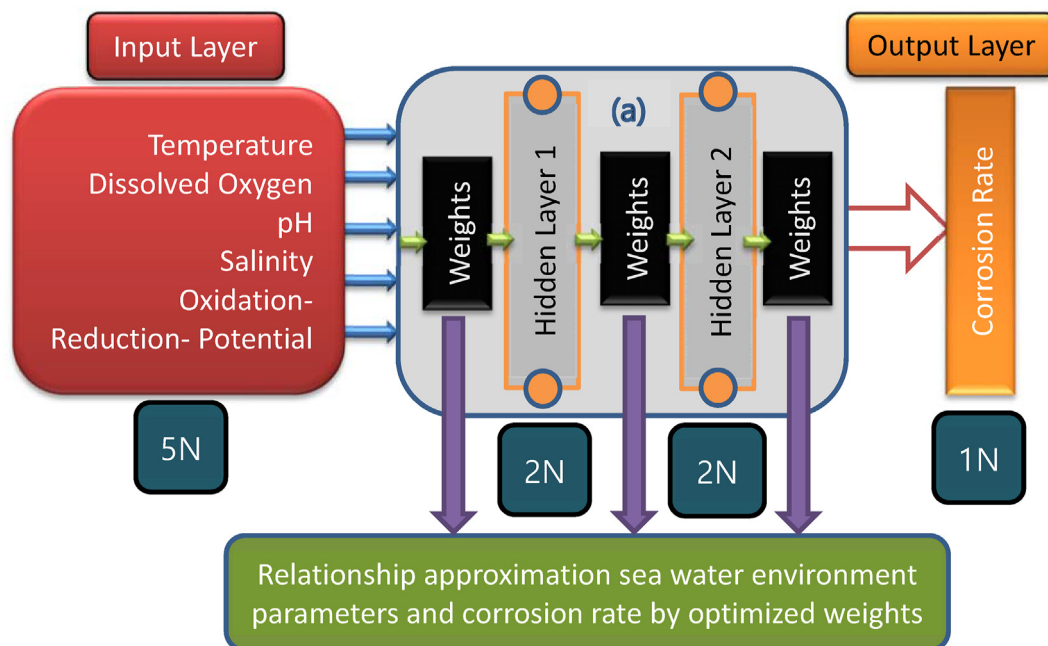 Input Layer
Output Layer
Temperature
Dissolved Oxygen
pH
Salinity
Oxidation-
Reduction- Potential
(a)
Weights
Hidden Layer 1
Weights
Hidden Layer 2
Weights
Corrosion Rate
5N
2N
2N
1N
Relationship approximation sea water environment
parameters and corrosion rate by optimized weights